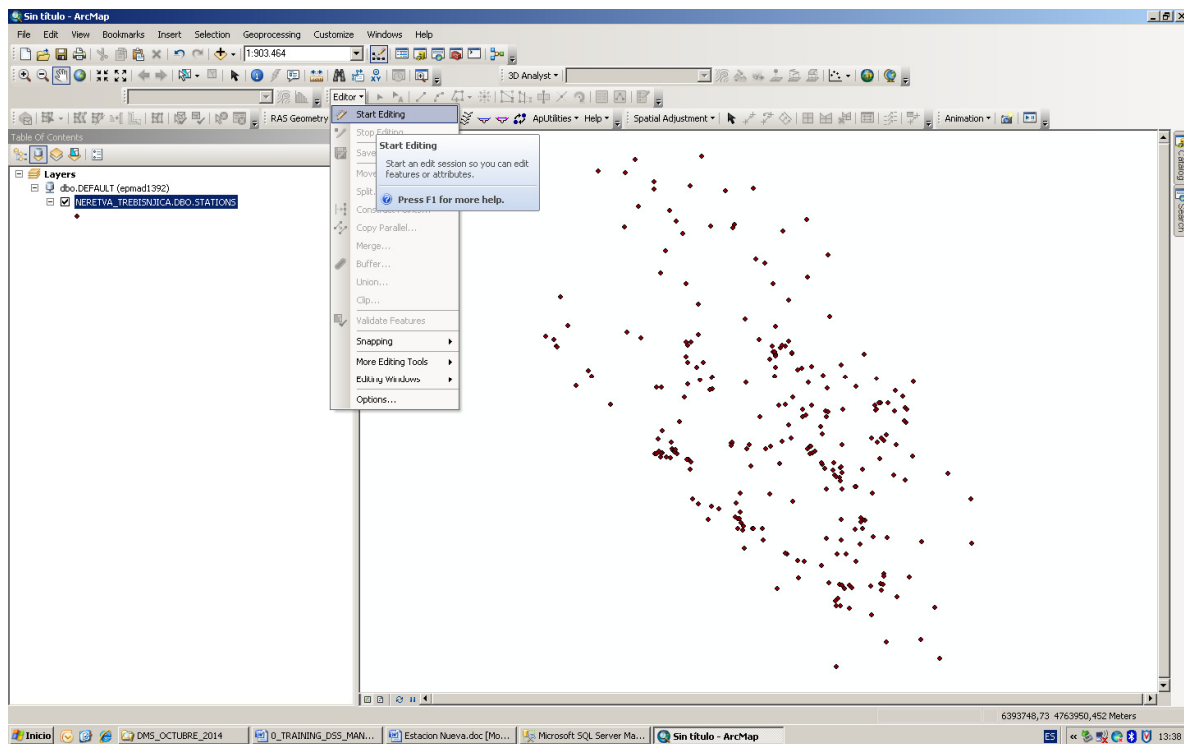 Sin título - ArcMap
File Edit View Bookmarks Insert Selection Geoprocessing Customize Windows Help
1:903.464
3D Analyst
Editor
RAS Geometry
ApUtilities Help
Spatial Adjustment
Animation
Table Of Contents
Layers
dbo.DEFAULT (epmad1392)
NERETVA_TREBISNJICA.DBO.STATIONS
Start Editing
Stop Editing
Save
Move
Split
Start Editing
Start an edit session so you can edit
features or attributes.
Press F1 for more help.
Copy Parallel...
Merge...
Buffer...
Union...
Clip...
Validate Features
Snapping
More Editing Tools
Editing Windows
Options...
Catalog
Search
6393748,73 4763950,452 Meters
Inicio
DMS_OCTUBRE_2014
0_TRAINING_DSS_MAN...
Estacion Nueva.doc [Mo...
Microsoft SQL Server Ma...
Sin título - ArcMap
ES
13:38